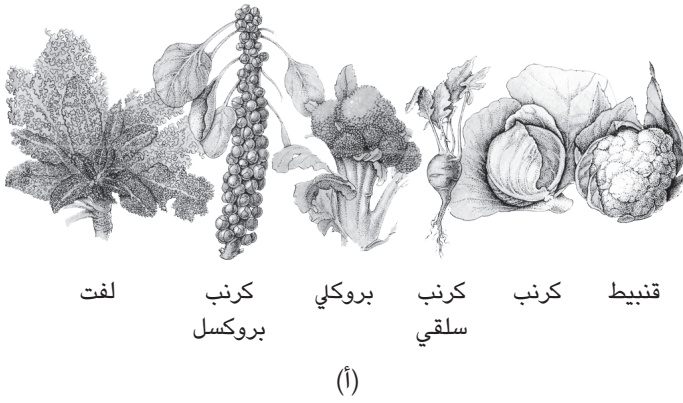 قنبيط كرنب كرنب بروكلي كرنب لفت
سلقي بروكسل
(أ)